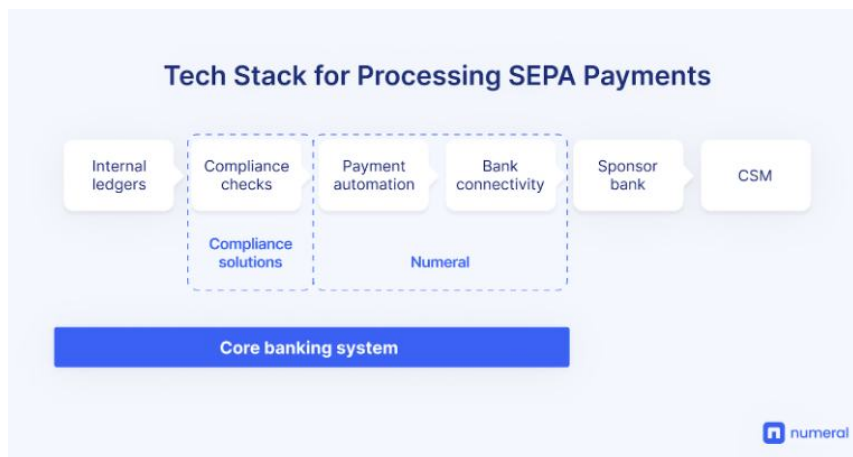 Tech Stack for Processing SEPA Payments
Internal
ledgers
Compliance
checks
Payment
automation
Bank
connectivity
Sponsor
bank
CSM
Compliance
solutions
Numeral
Core banking system
numeral